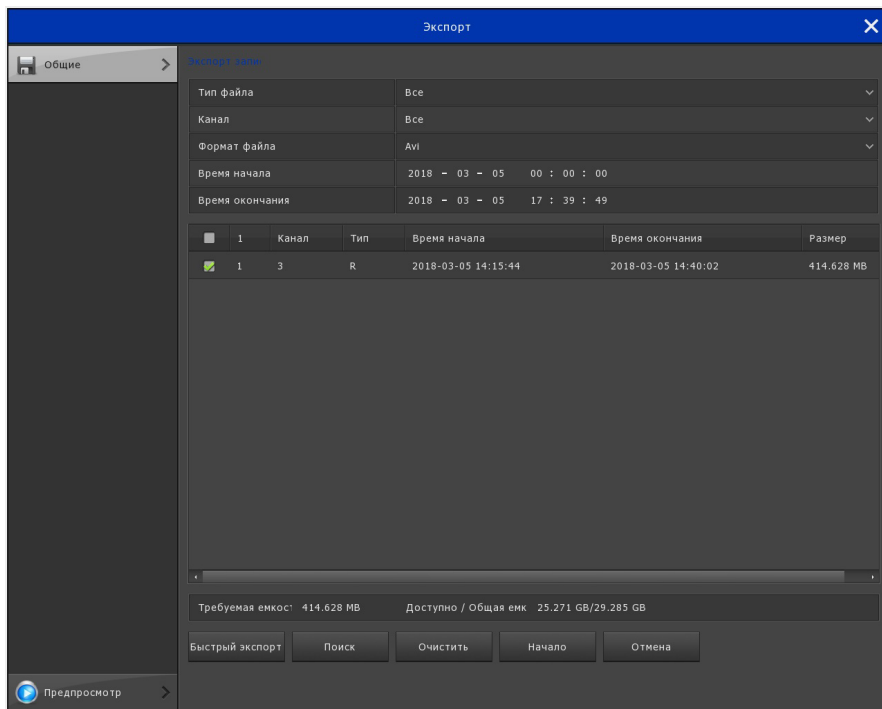 Экспорт
Общие
Экспорт запи
Тип файла Все
Канал Все
Формат файла Avi
Время начала 2018 - 03 - 05 00 : 00 : 00
Время окончания 2018 - 03 - 05 17 : 39 : 49
1 Канал Тип Время начала Время окончания Размер
1 3 R 2018-03-05 14:15:44 2018-03-05 14:40:02 414.628 MB
Требуемая емкост 414.628 MB Доступно / Общая емк 25.271 GB/29.285 GB
Быстрый экспорт Поиск Очистить Начало Отмена
Предпросмотр